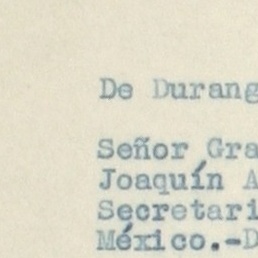 De Durang
Señor Gra
Joaquín A
Secretari
México.-D